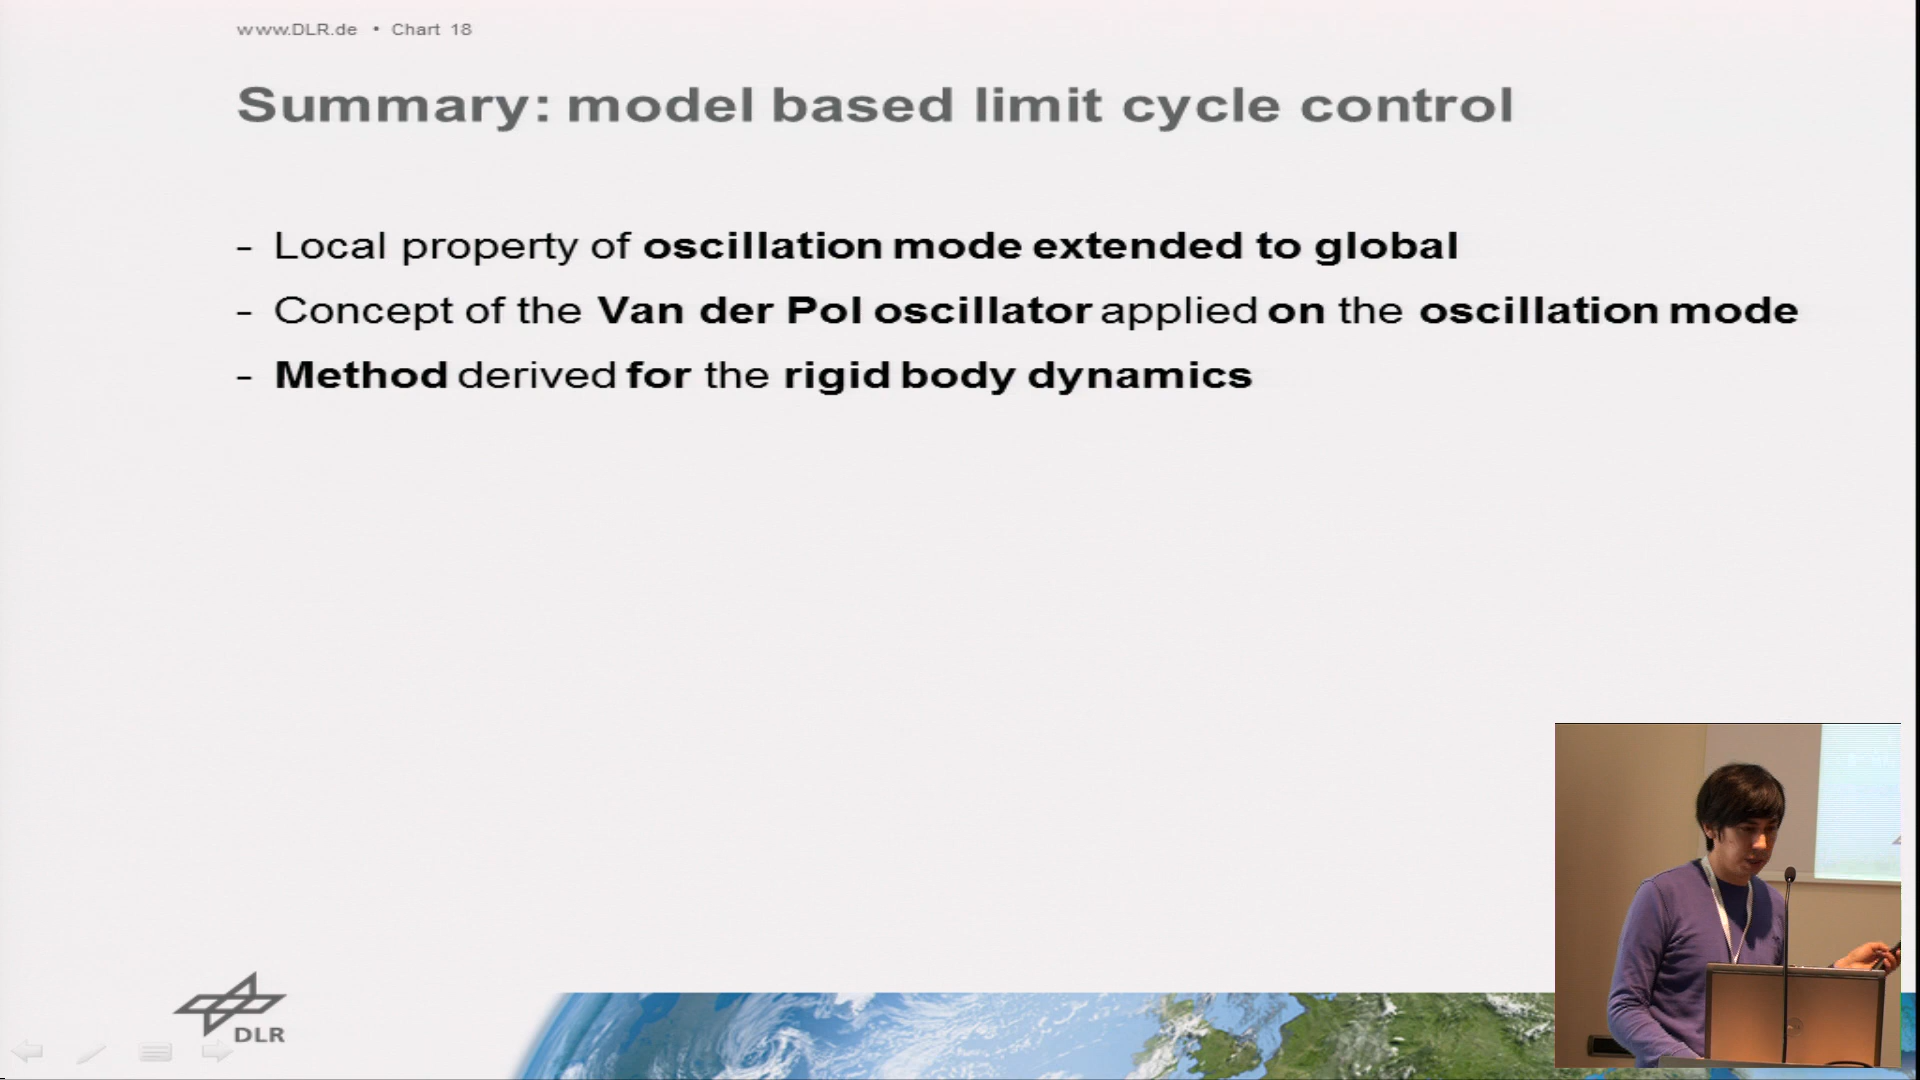 www.DLR.de • Chart 18
Summary: model based limit cycle control
- Local property of oscillation mode extended to global
- Concept of the Van der Pol oscillator applied on the oscillation mode
- Method derived for the rigid body dynamics
DLR